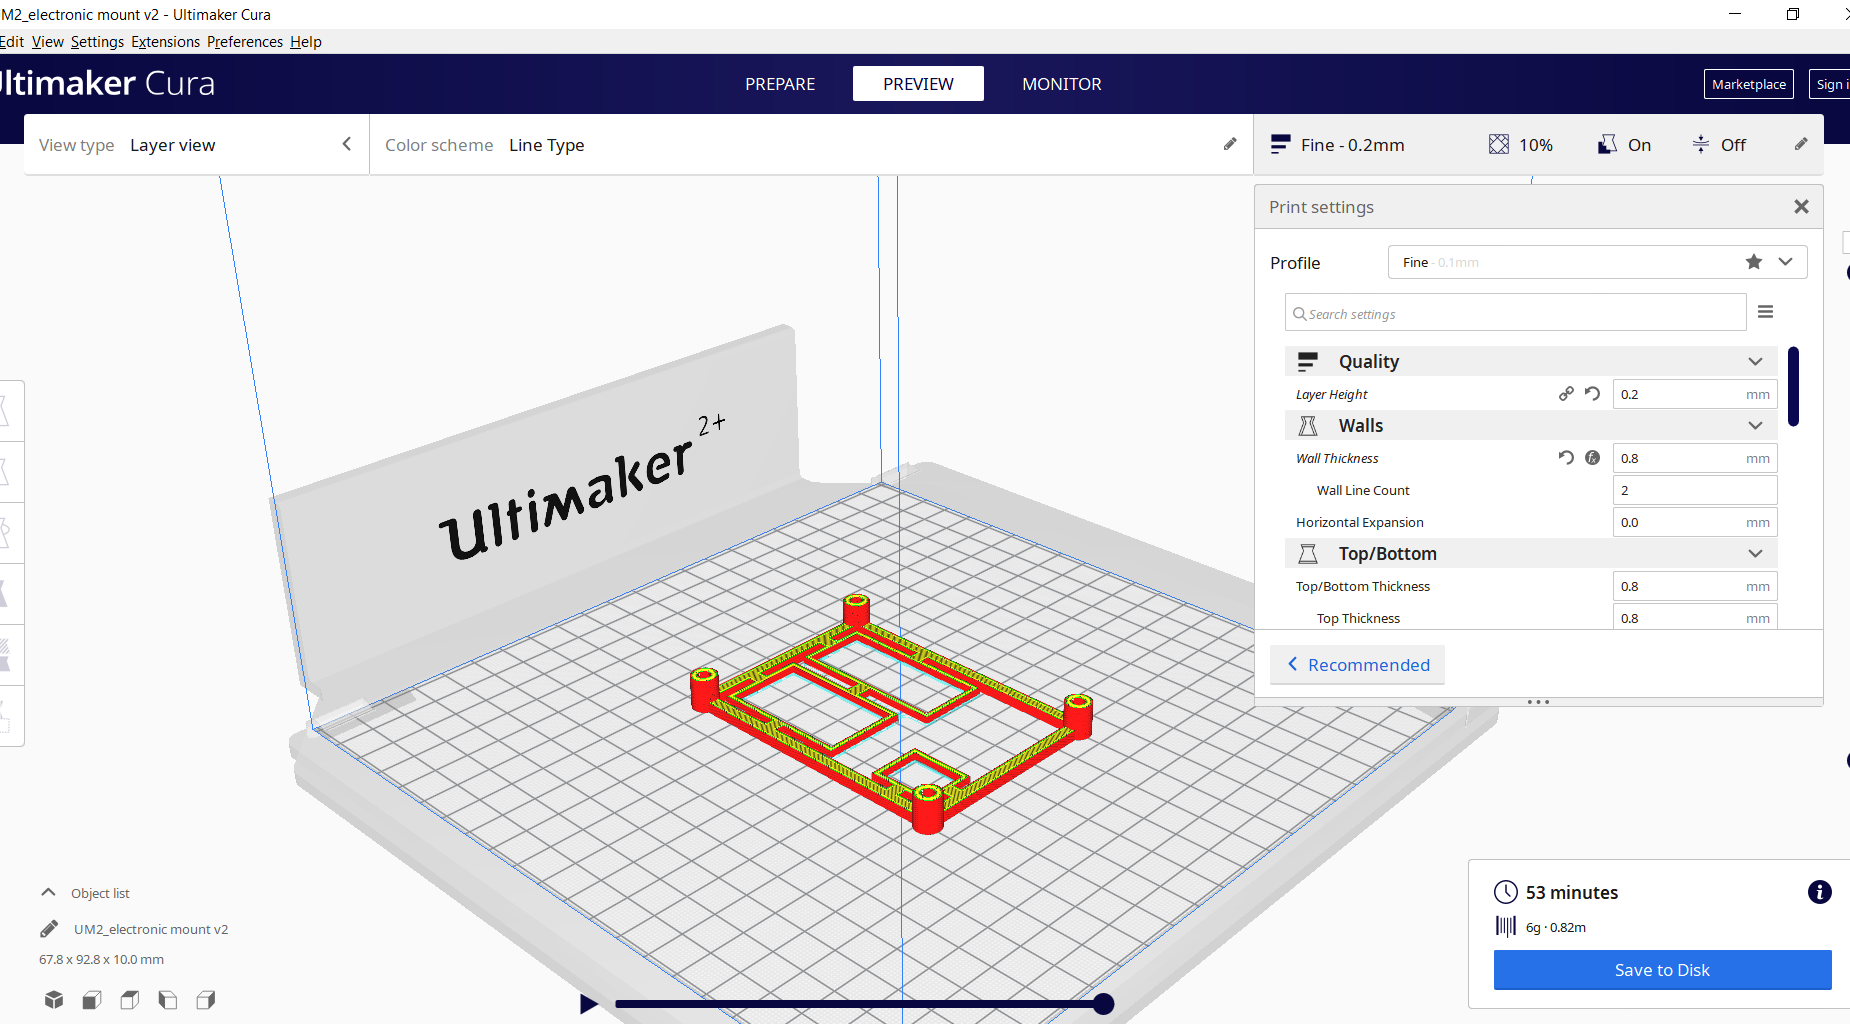 UM2_electronic mount v2 - Ultimaker Cura
Edit View Settings Extensions Preferences Help
Ultimaker Cura
PREPARE PREVIEW MONITOR
Marketplace Sign i
View type Layer view Color scheme Line Type Fine - 0.2mm 10% On Off
Print settings
Profile Fine - 0.1mm
Search settings
Quality
Layer Height 0.2 mm
Walls
Wall Thickness 0.8 mm
Wall Line Count 2
Horizontal Expansion 0.0 mm
Top/Bottom
Top/Bottom Thickness 0.8 mm
Top Thickness 0.8 mm
Recommended
Ultimaker 2+
Object list
UM2_electronic mount v2
67.8 x 92.8 x 10.0 mm
53 minutes
6g · 0.82m
Save to Disk